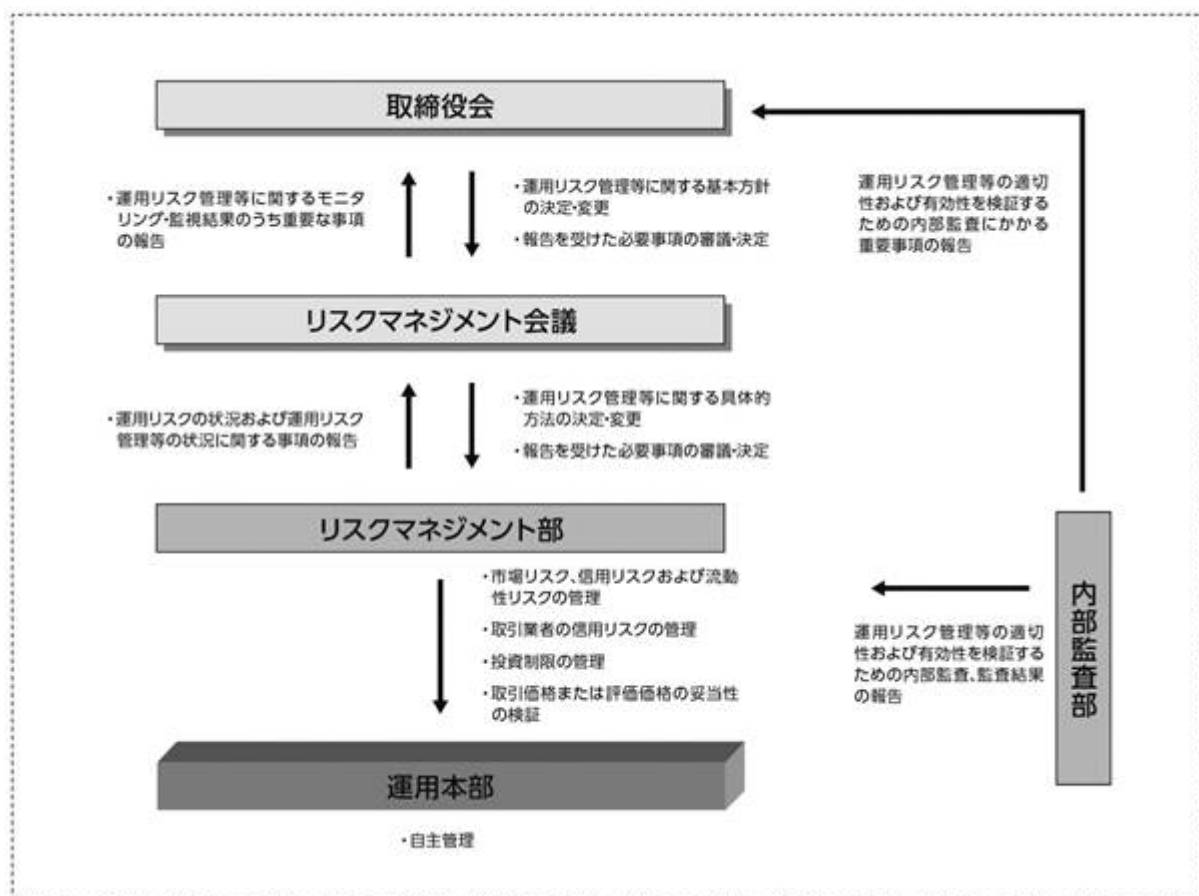 取締役会
・運用リスク管理等に関するモニタ
リング・監視結果のうち重要な事項
の報告
・運用リスク管理等に関する基本方針
の決定・変更
・報告を受けた必要事項の審議・決定
運用リスク管理等の適切
性および有効性を検証する
ための内部監査にかかる
重要事項の報告
リスクマネジメント会議
・運用リスクの状況および運用リスク
管理等の状況に関する事項の報告
・運用リスク管理等に関する具体的
方法の決定・変更
・報告を受けた必要事項の審議・決定
リスクマネジメント部
・市場リスク、信用リスクおよび流動
性リスクの管理
・取引業者の信用リスクの管理
・投資制限の管理
・取引価格または評価価格の妥当性
の検証
運用リスク管理等の適切
性および有効性を検証する
ための内部監査、監査結果
の報告
内部監査部
運用本部
・自主管理